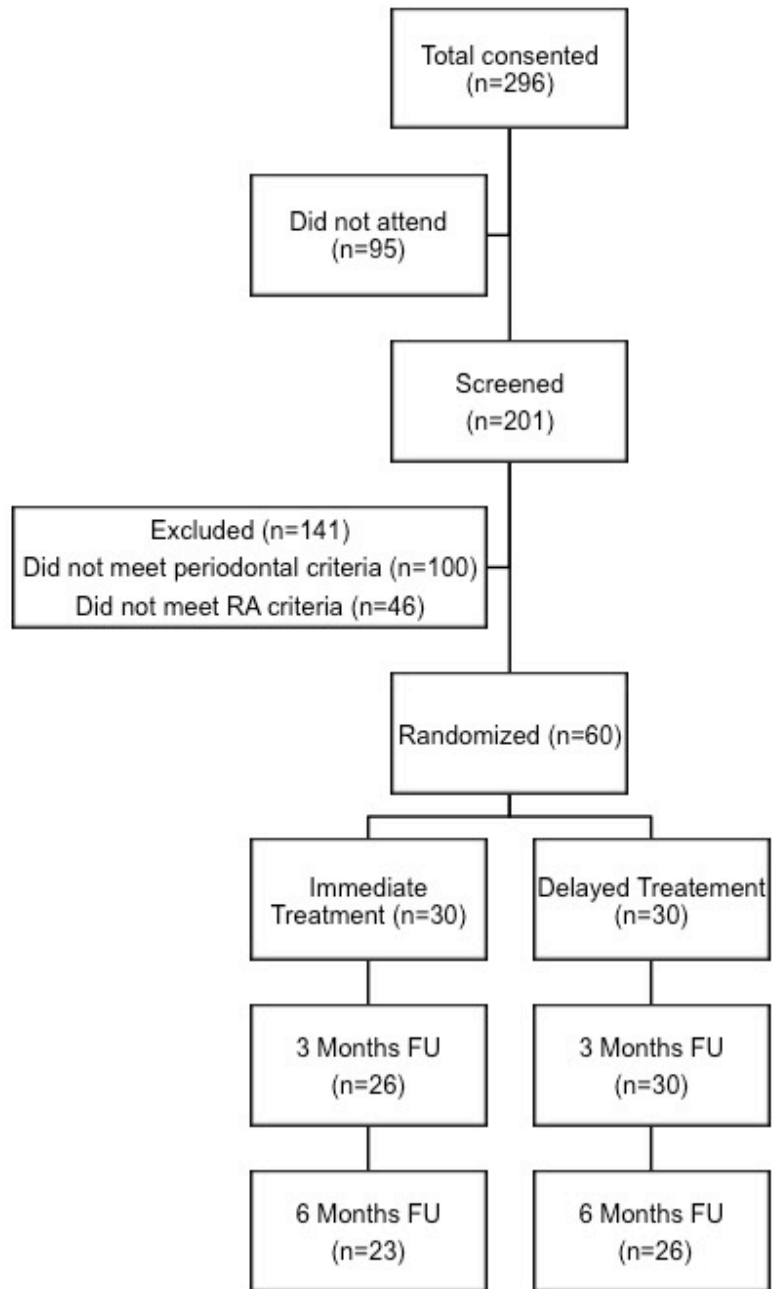 Total consented
(n=296)
Did not attend
(n=95)
Screened
(n=201)
Excluded (n=141)
Did not meet periodontal criteria (n=100)
Did not meet RA criteria (n=46)
Randomized (n=60)
Immediate
Treatment (n=30)
Delayed Treatement
(n=30)
3 Months FU
(n=26)
3 Months FU
(n=30)
6 Months FU
(n=23)
6 Months FU
(n=26)